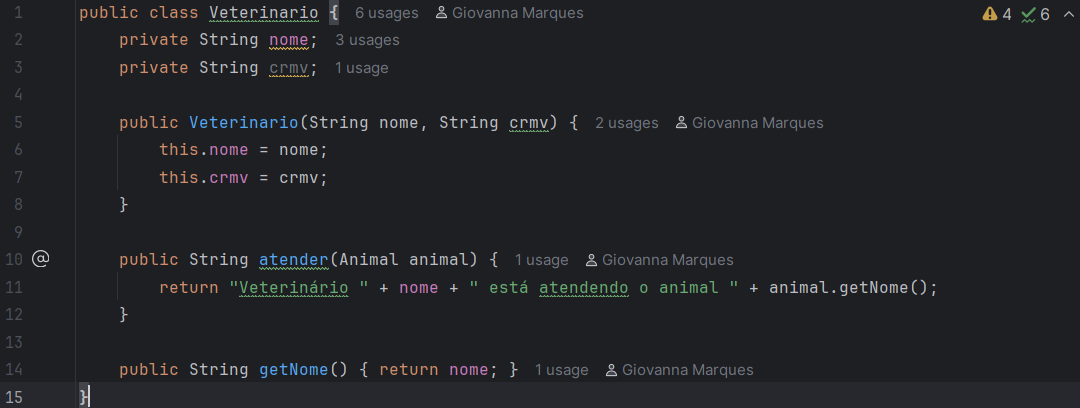 1 public class Veterinario { 6 usages Giovanna Marques 4 6
2 private String nome; 3 usages
3 private String crmv; 1 usage
4
5 public Veterinario(String nome, String crmv) { 2 usages Giovanna Marques
6 this.nome = nome;
7 this.crmv = crmv;
8 }
9
10 @ public String atender(Animal animal) { 1 usage Giovanna Marques
11 return "Veterinário " + nome + " está atendendo o animal " + animal.getNome();
12 }
13
14 public String getNome() { return nome; } 1 usage Giovanna Marques
15 }